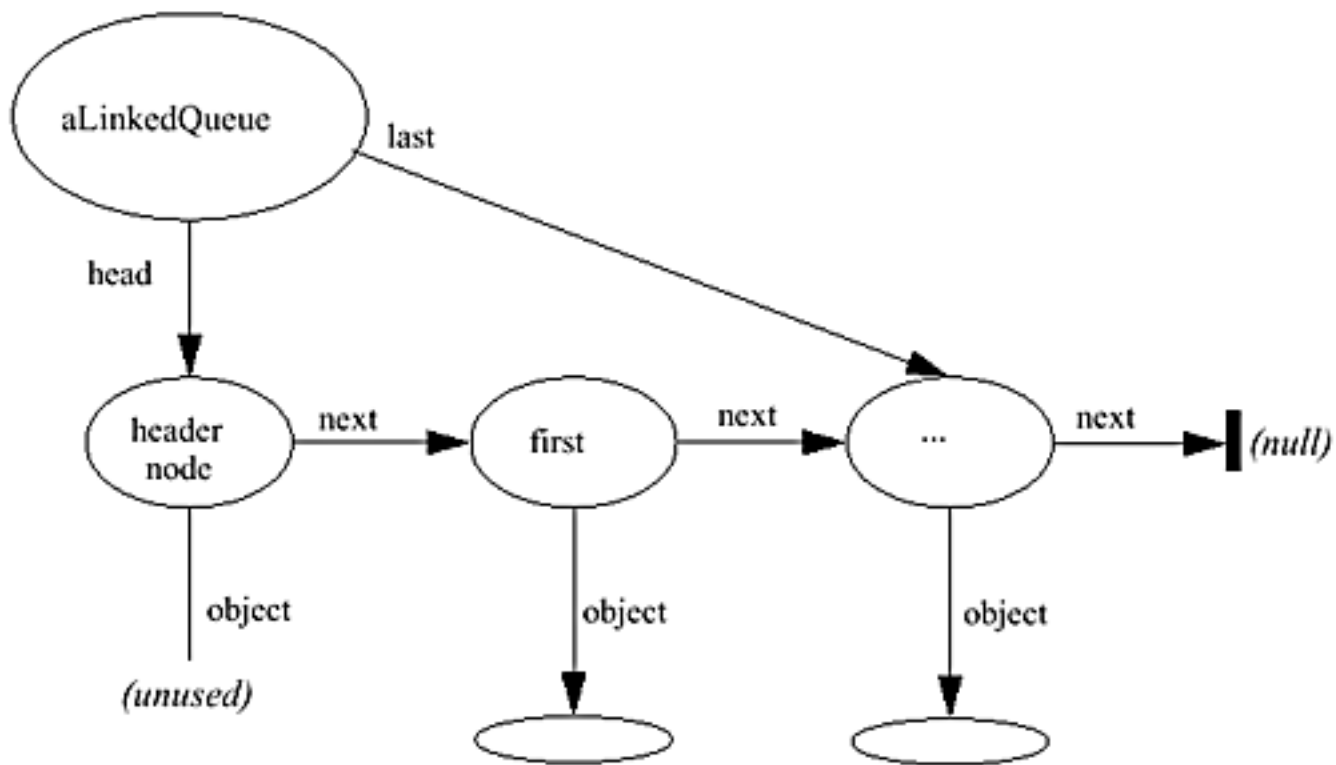 aLinkedQueue
last
head
header
node
next
first
next
...
next
(null)
object
object
object
(unused)